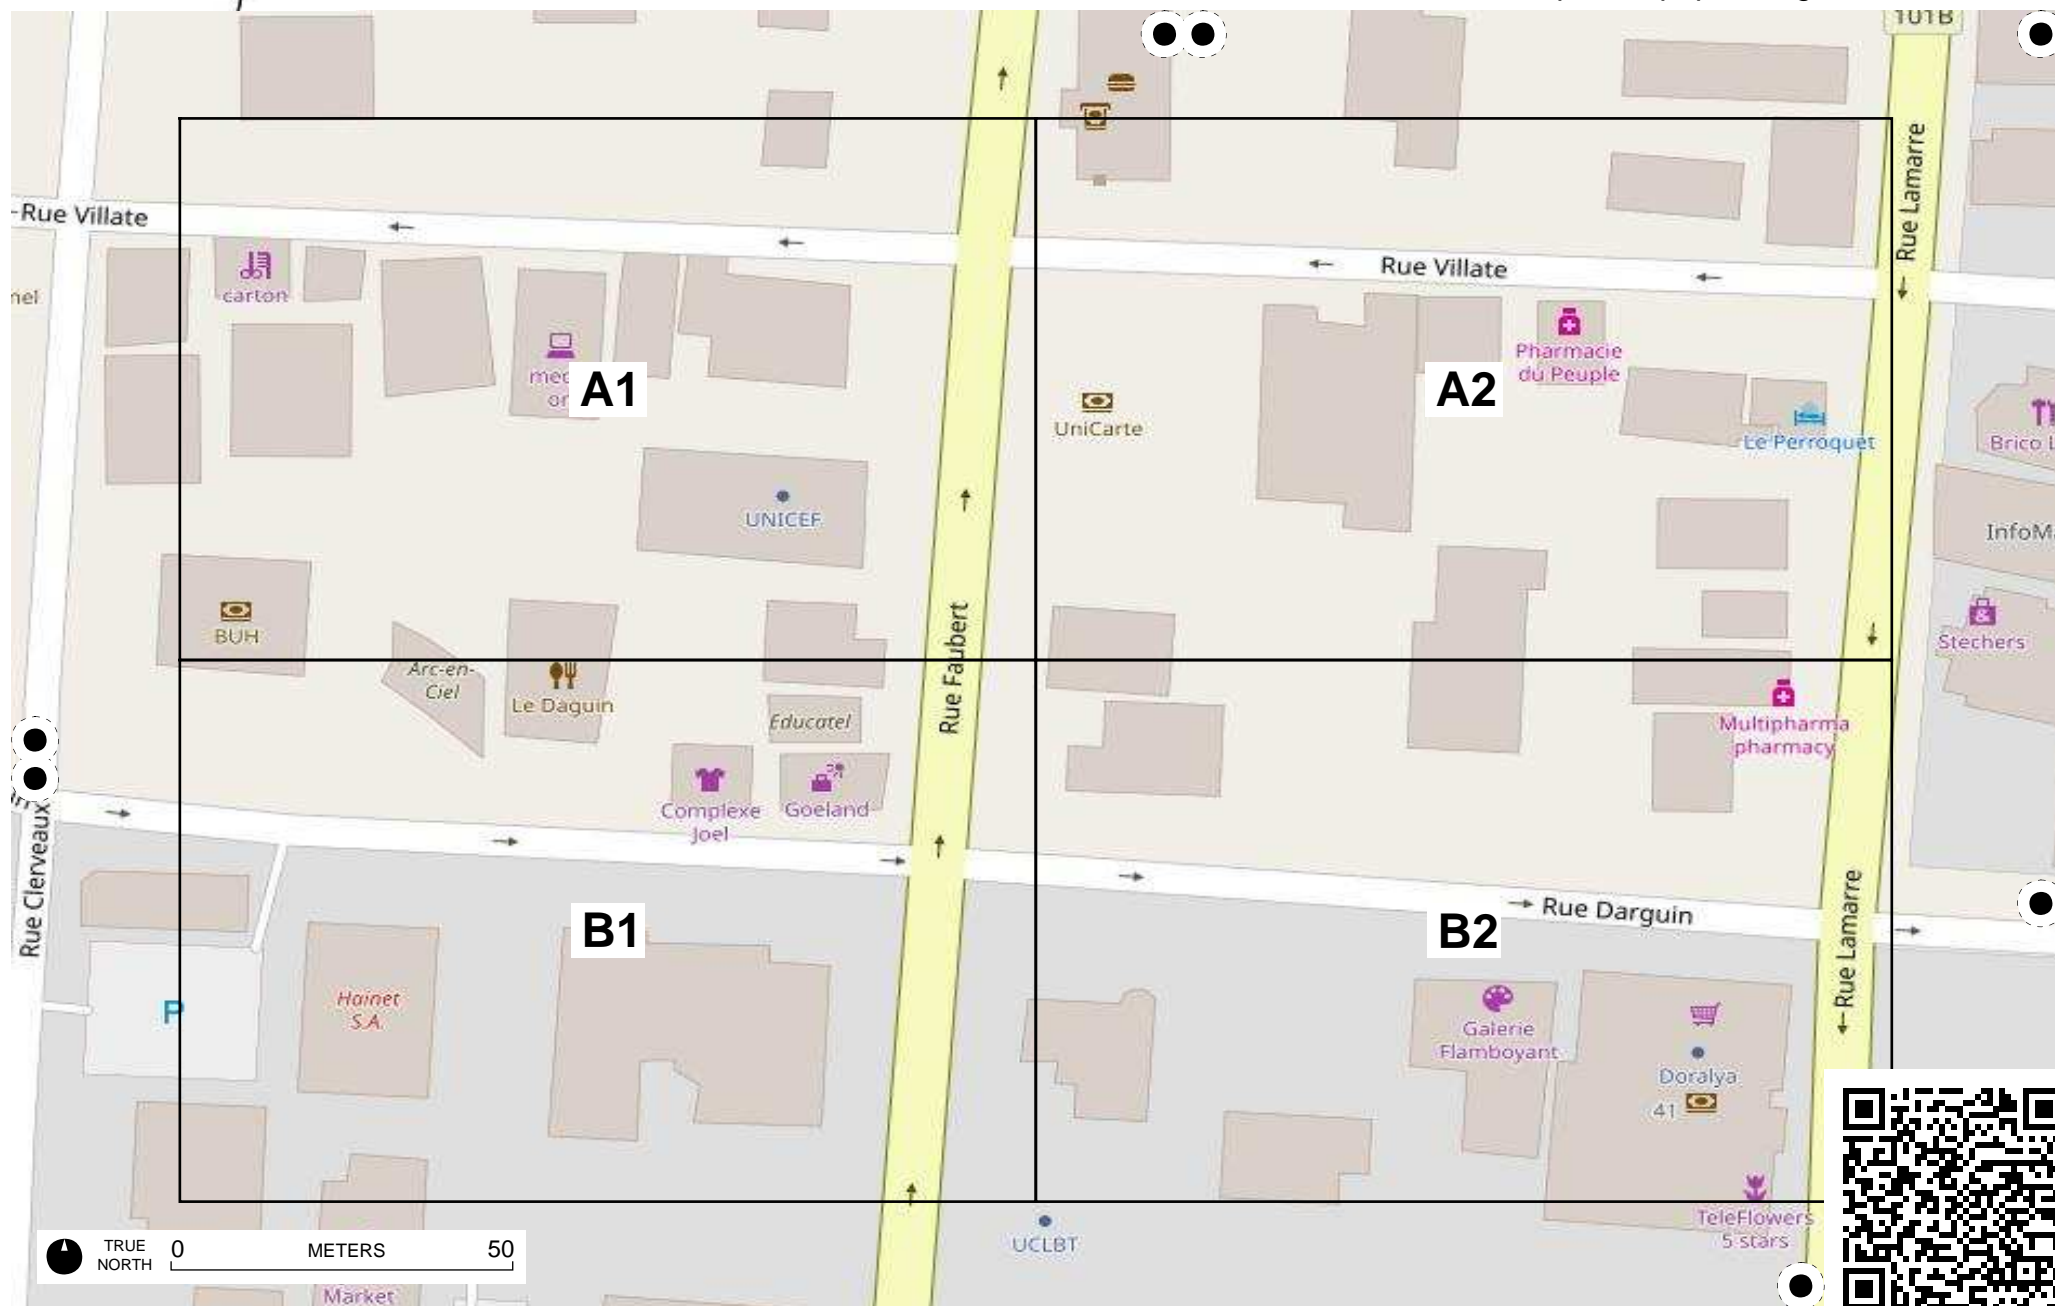 101B
Rue Lamarre
Rue Villate
Rue Villate
carton
UniCarte
Pharmacie
du Peuple
A1
A2
Le Perroquet
UNICEF
Stechers
BUH
Arc-en-
Ciel
Le Daguin
Rue Faubert
Educatel
Multipharma
pharmacy
Complexe
Joel
Goeland
Rue Clerveaux
Rue Darguin
B1
B2
Rue Lamarre
Hainet
S.A.
P
Galerie
Flamboyant
Doralya
41
TeleFlowers
5 stars
UCLBT
TRUE
NORTH
0 METERS 50
Market